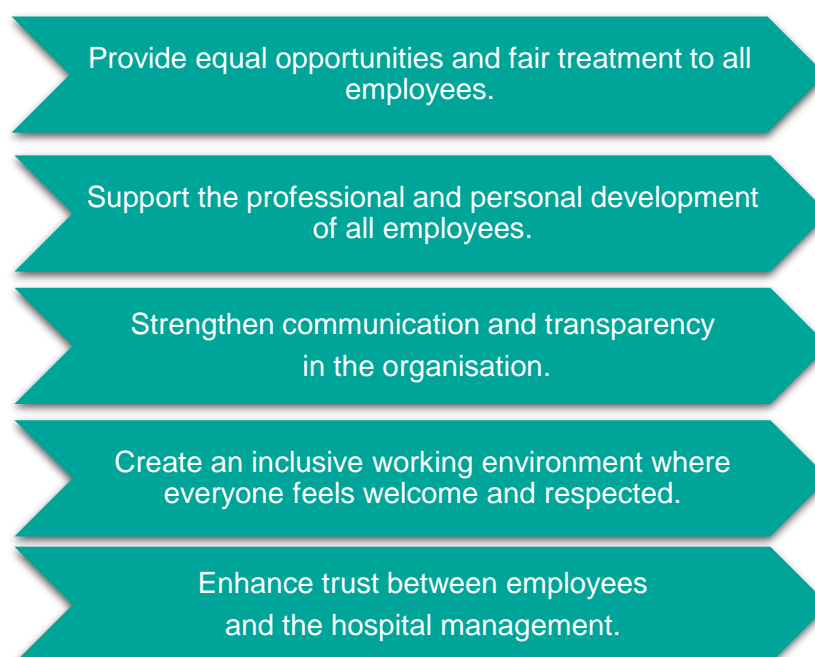 Provide equal opportunities and fair treatment to all
employees.
Support the professional and personal development
of all employees.
Strengthen communication and transparency
in the organisation.
Create an inclusive working environment where
everyone feels welcome and respected.
Enhance trust between employees
and the hospital management.